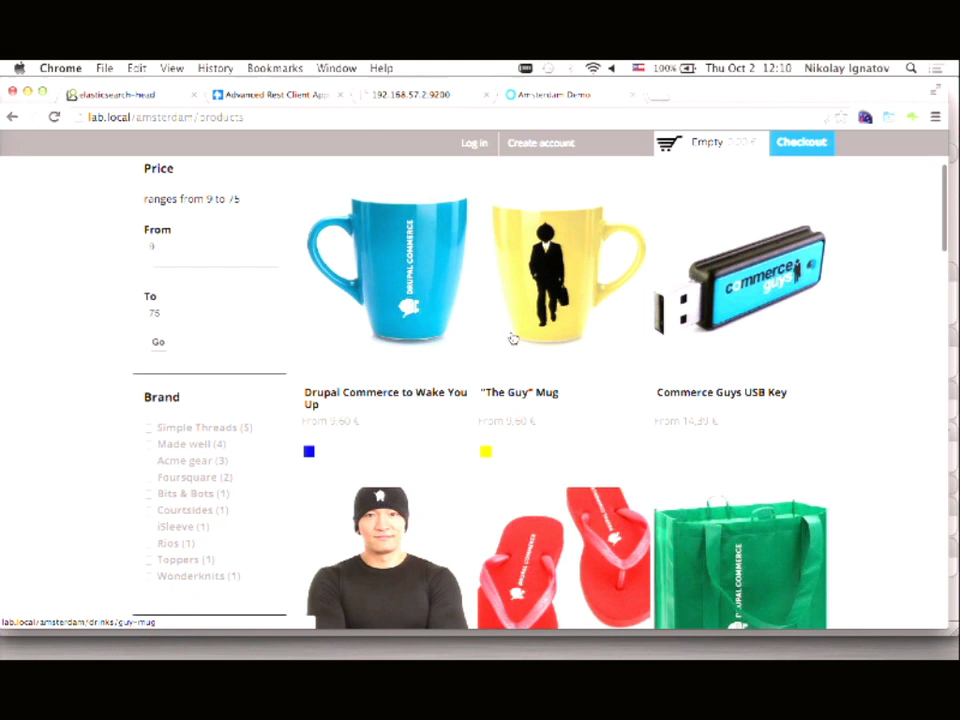 Chrome File Edit View History Bookmarks Window Help 100% Thu Oct 2 12:10 Nikolay Ignatov
elasticsearch-head Advanced Rest Client App 192.168.57.2:9200 Amsterdam Demo
lab.local/amsterdam/products
Log in Create account Empty 0,00 € Checkout
Price
ranges from 9 to 75
From
9
To
75
Go
Brand
Simple Threads (5)
Made well (4)
Acme gear (3)
Foursquare (2)
Bits & Bots (1)
Courtsides (1)
iSleeve (1)
Rios (1)
Toppers (1)
Wonderknits (1)
DRUPAL COMMERCE
commerce
guys
Drupal Commerce to Wake You
Up
From 9,60 €
"The Guy" Mug
From 9,60 €
Commerce Guys USB Key
From 14,39 €
DRUPAL COMMERCE
lab.local/amsterdam/drinks/guy-mug